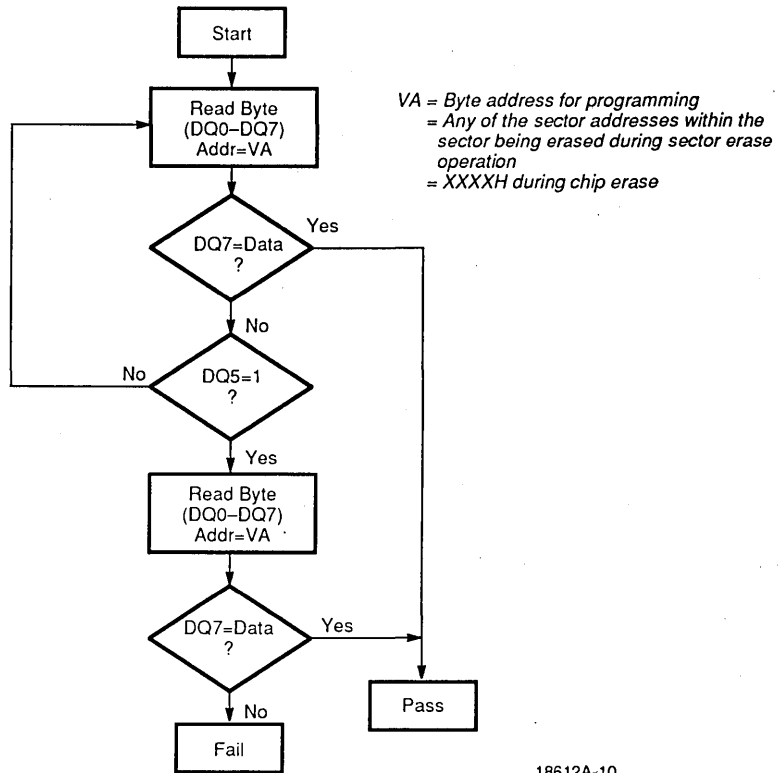 Start
Read Byte
(DQ0–DQ7)
Addr=VA
VA = Byte address for programming
= Any of the sector addresses within the
sector being erased during sector erase
operation
= XXXXH during chip erase
DQ7=Data
?
Yes
No
DQ5=1
?
No
Yes
Read Byte
(DQ0–DQ7)
Addr=VA
DQ7=Data
?
Yes
No
Pass
Fail
18612A-10